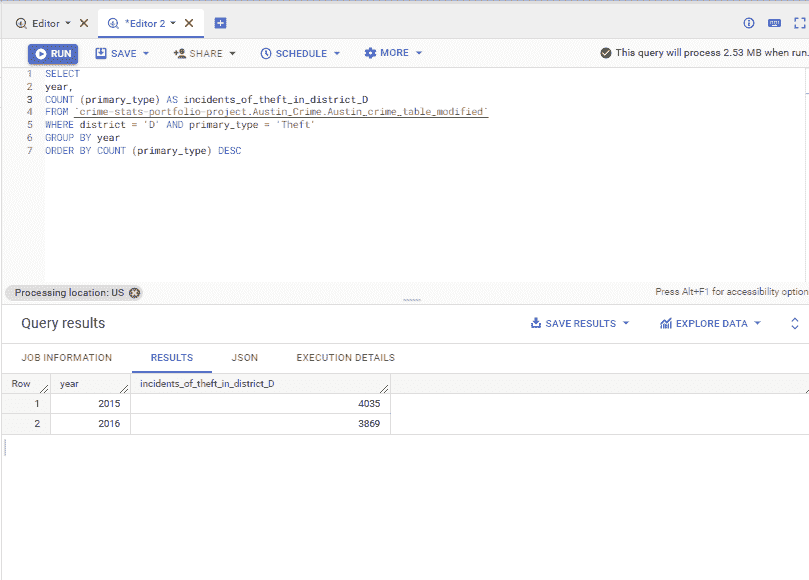 Editor *Editor 2
RUN SAVE SHARE SCHEDULE MORE This query will process 2.53 MB when run.
1 SELECT
2 year,
3 COUNT (primary_type) AS incidents_of_theft_in_district_D
4 FROM `crime-stats-portfolio-project.Austin_Crime.Austin_crime_table_modified`
5 WHERE district = 'D' AND primary_type = 'Theft'
6 GROUP BY year
7 ORDER BY COUNT (primary_type) DESC
Processing location: US Press Alt+F1 for accessibility option
Query results SAVE RESULTS EXPLORE DATA
JOB INFORMATION RESULTS JSON EXECUTION DETAILS
Row year incidents_of_theft_in_district_D
1 2015 4035
2 2016 3869